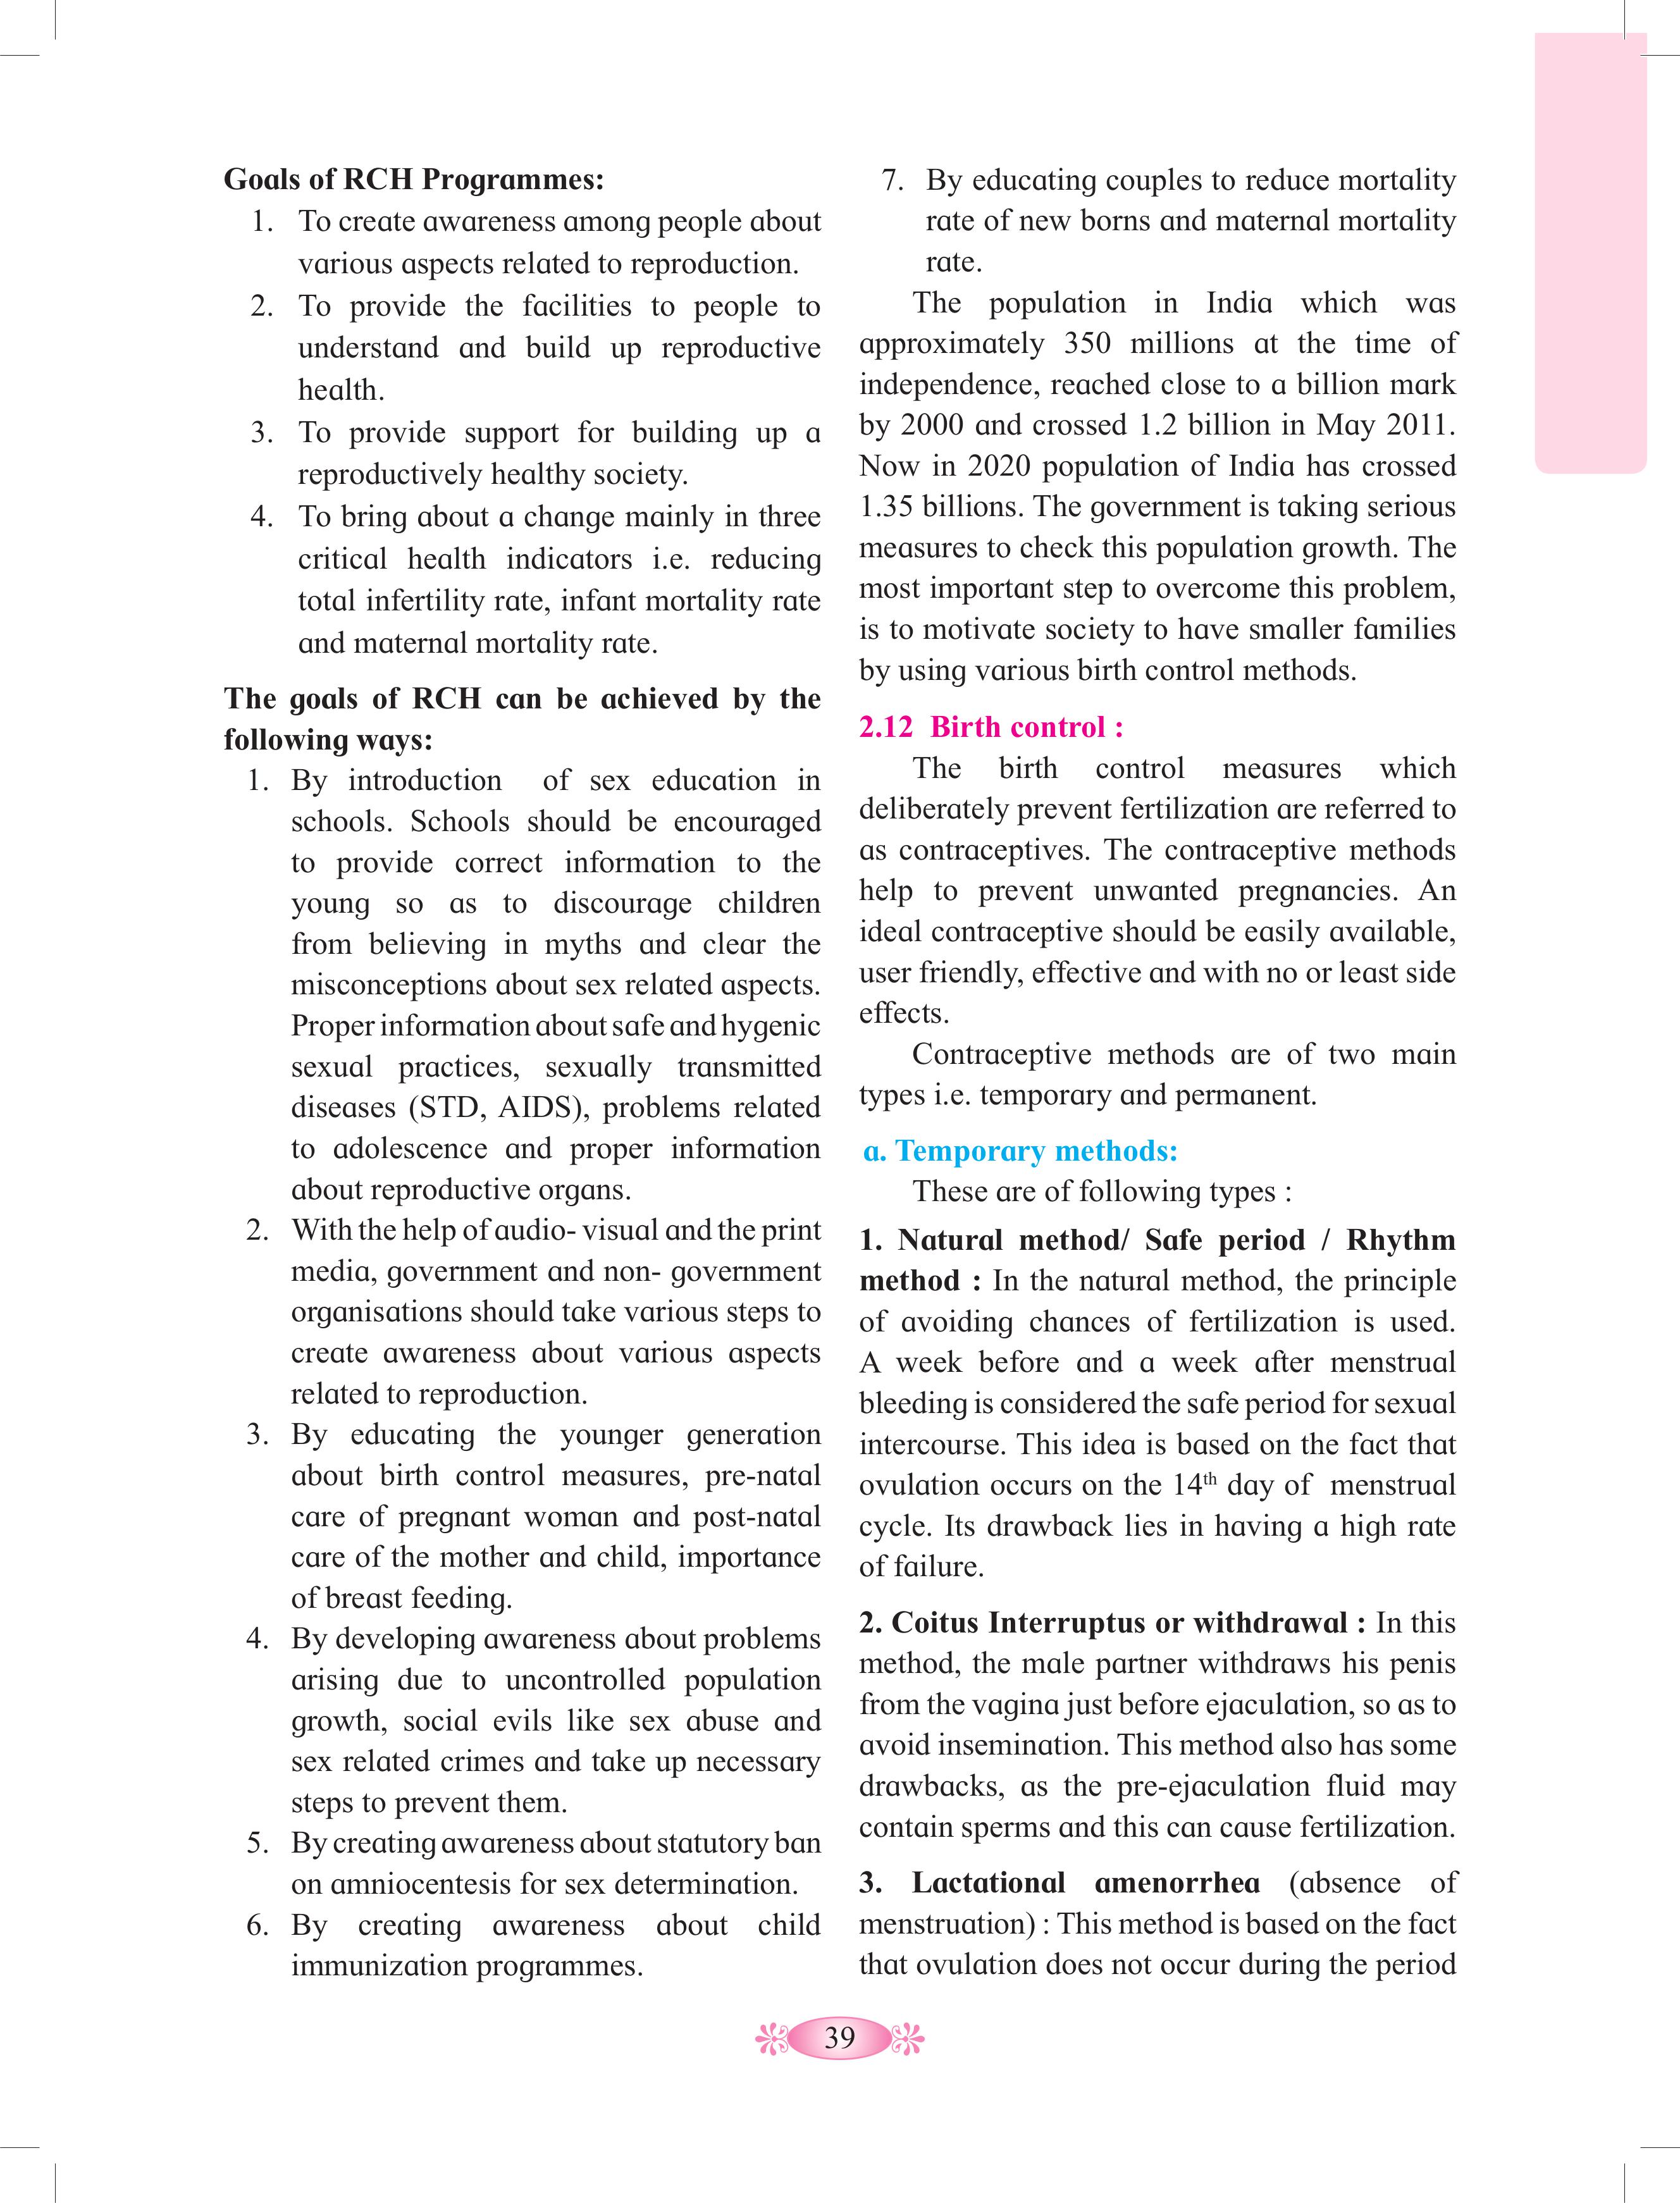 Goals of RCH Programmes:
1. To create awareness among people about
various aspects related to reproduction.
2. To provide the facilities to people to
understand and build up reproductive
health.
3. To provide support for building up a
reproductively healthy society.
4. To bring about a change mainly in three
critical health indicators i.e. reducing
total infertility rate, infant mortality rate
and maternal mortality rate.
The goals of RCH can be achieved by the
following ways:
1. By introduction of sex education in
schools. Schools should be encouraged
to provide correct information to the
young so as to discourage children
from believing in myths and clear the
misconceptions about sex related aspects.
Proper information about safe and hygenic
sexual practices, sexually transmitted
diseases (STD, AIDS), problems related
to adolescence and proper information
about reproductive organs.
2. With the help of audio- visual and the print
media, government and non- government
organisations should take various steps to
create awareness about various aspects
related to reproduction.
3. By educating the younger generation
about birth control measures, pre-natal
care of pregnant woman and post-natal
care of the mother and child, importance
of breast feeding.
4. By developing awareness about problems
arising due to uncontrolled population
growth, social evils like sex abuse and
sex related crimes and take up necessary
steps to prevent them.
5. By creating awareness about statutory ban
on amniocentesis for sex determination.
6. By creating awareness about child
immunization programmes.
7. By educating couples to reduce mortality
rate of new borns and maternal mortality
rate.
The population in India which was
approximately 350 millions at the time of
independence, reached close to a billion mark
by 2000 and crossed 1.2 billion in May 2011.
Now in 2020 population of India has crossed
1.35 billions. The government is taking serious
measures to check this population growth. The
most important step to overcome this problem,
is to motivate society to have smaller families
by using various birth control methods.
2.12 Birth control :
The birth control measures which
deliberately prevent fertilization are referred to
as contraceptives. The contraceptive methods
help to prevent unwanted pregnancies. An
ideal contraceptive should be easily available,
user friendly, effective and with no or least side
effects.
Contraceptive methods are of two main
types i.e. temporary and permanent.
a. Temporary methods:
These are of following types :
1. Natural method/ Safe period / Rhythm
method : In the natural method, the principle
of avoiding chances of fertilization is used.
A week before and a week after menstrual
bleeding is considered the safe period for sexual
intercourse. This idea is based on the fact that
ovulation occurs on the 14th day of menstrual
cycle. Its drawback lies in having a high rate
of failure.
2. Coitus Interruptus or withdrawal : In this
method, the male partner withdraws his penis
from the vagina just before ejaculation, so as to
avoid insemination. This method also has some
drawbacks, as the pre-ejaculation fluid may
contain sperms and this can cause fertilization.
3. Lactational amenorrhea (absence of
menstruation) : This method is based on the fact
that ovulation does not occur during the period
39